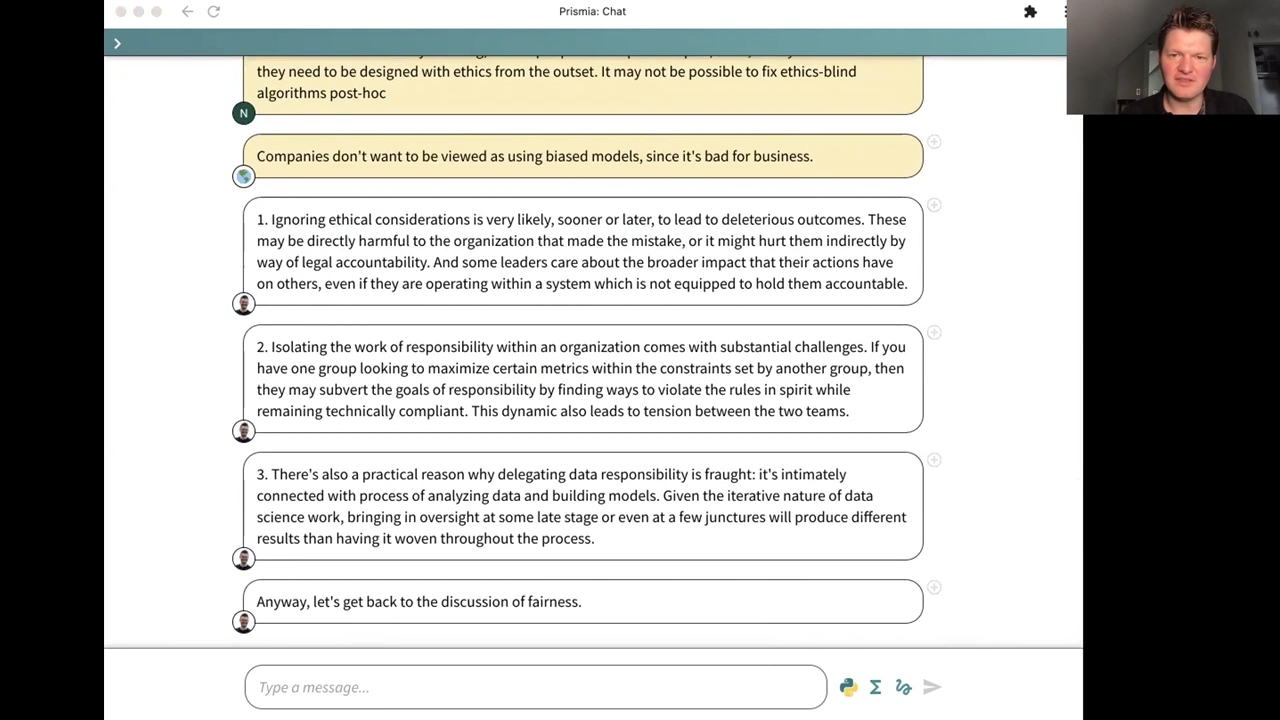 Prismia: Chat
they need to be designed with ethics from the outset. It may not be possible to fix ethics-blind
algorithms post-hoc
N
Companies don't want to be viewed as using biased models, since it's bad for business.
1. Ignoring ethical considerations is very likely, sooner or later, to lead to deleterious outcomes. These
may be directly harmful to the organization that made the mistake, or it might hurt them indirectly by
way of legal accountability. And some leaders care about the broader impact that their actions have
on others, even if they are operating within a system which is not equipped to hold them accountable.
2. Isolating the work of responsibility within an organization comes with substantial challenges. If you
have one group looking to maximize certain metrics within the constraints set by another group, then
they may subvert the goals of responsibility by finding ways to violate the rules in spirit while
remaining technically compliant. This dynamic also leads to tension between the two teams.
3. There's also a practical reason why delegating data responsibility is fraught: it's intimately
connected with process of analyzing data and building models. Given the iterative nature of data
science work, bringing in oversight at some late stage or even at a few junctures will produce different
results than having it woven throughout the process.
Anyway, let's get back to the discussion of fairness.
Type a message...
Σ